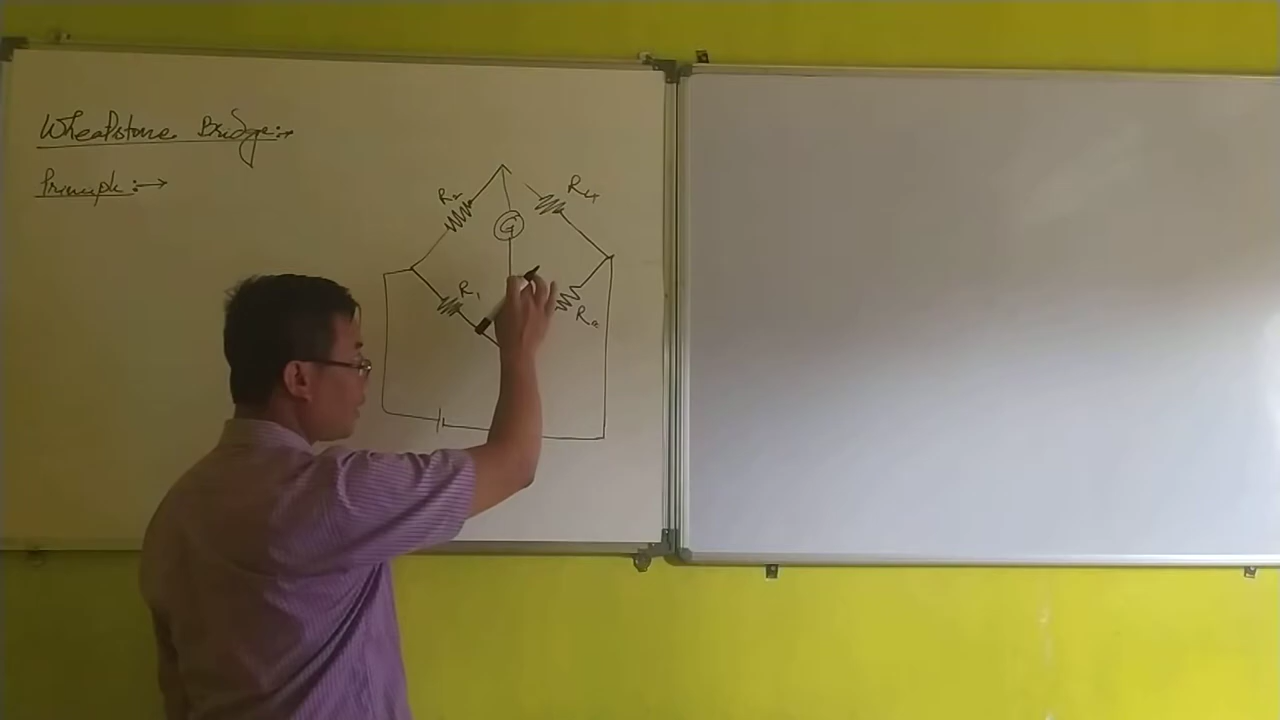 Wheatstone Bridge:→
Principle:→
R2 R4
G
R1
R3